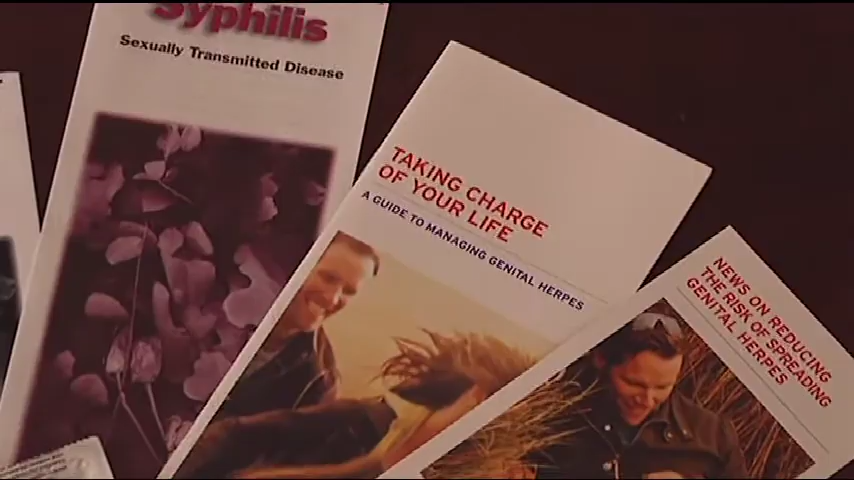 Syphilis
Sexually Transmitted Disease
TAKING CHARGE
OF YOUR LIFE
A GUIDE TO MANAGING GENITAL HERPES
NEWS ON REDUCING
THE RISK OF SPREADING
GENITAL HERPES